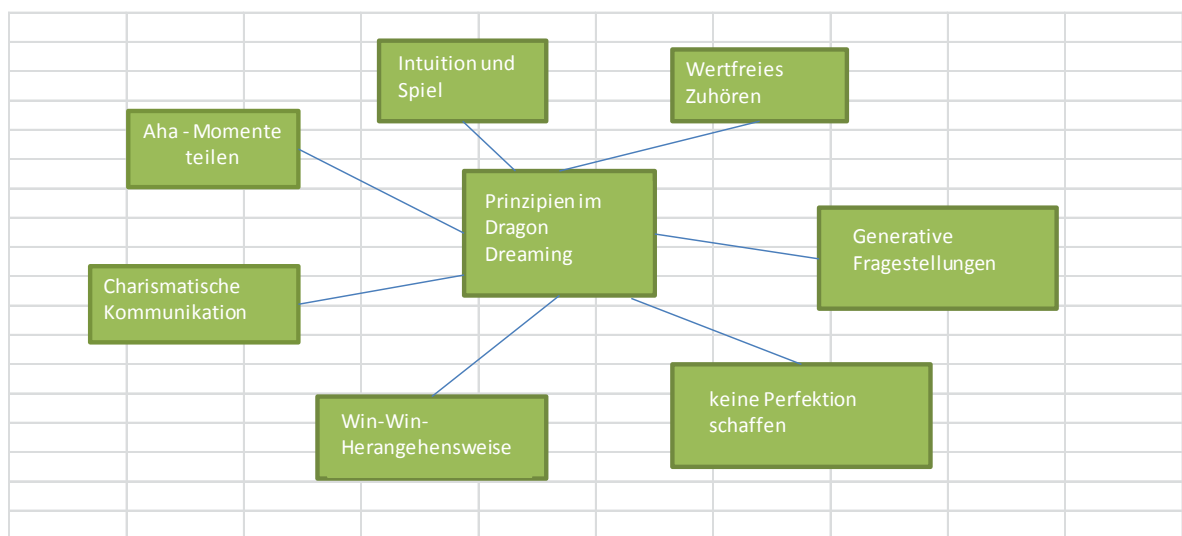 Intuition und
Spiel
Wertfreies
Zuhören
Aha - Momente
teilen
Prinzipien im
Dragon
Dreaming
Generative
Fragestellungen
Charismatische
Kommunikation
keine Perfektion
schaffen
Win-Win-
Herangehensweise